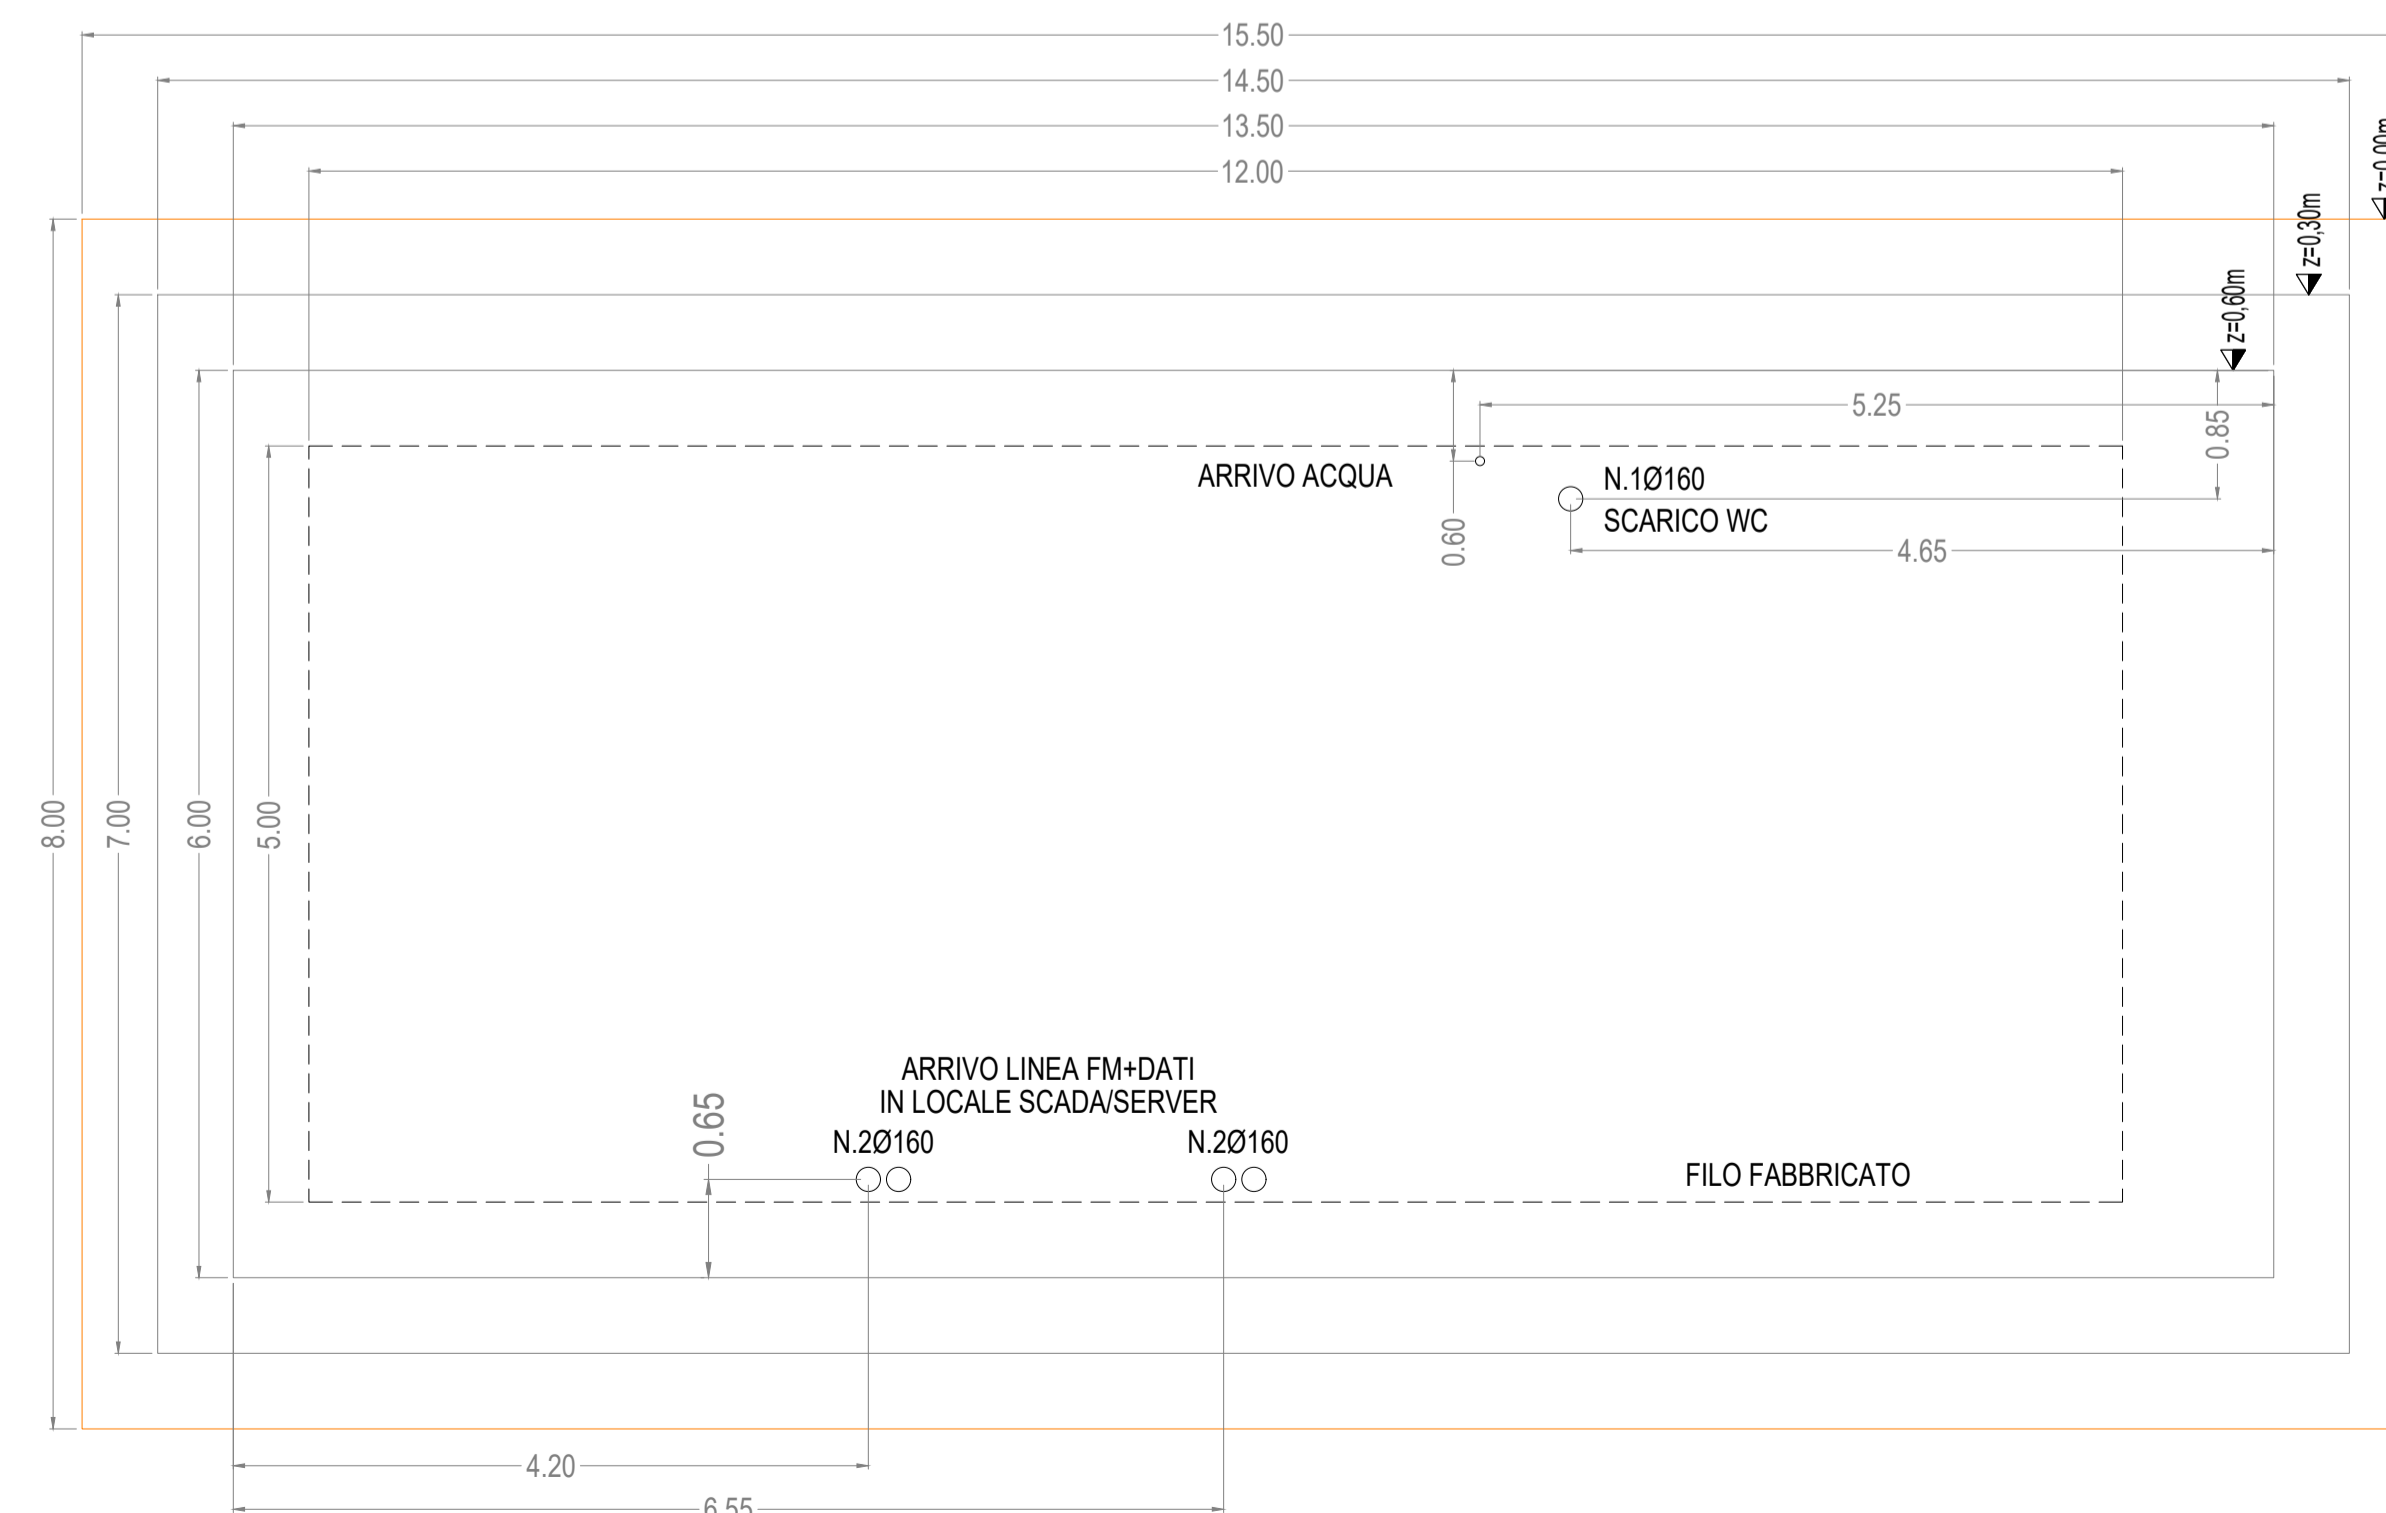 15.50
14.50
13.50
12.00
z=0,00m
z=0,30m
z=0,60m
5.25
0.85
ARRIVO ACQUA
N.1Ø160
SCARICO WC
0.60
4.65
8.00
7.00
6.00
5.00
ARRIVO LINEA FM+DATI
IN LOCALE SCADA/SERVER
0.65
N.2Ø160
N.2Ø160
FILO FABBRICATO
4.20
6.55